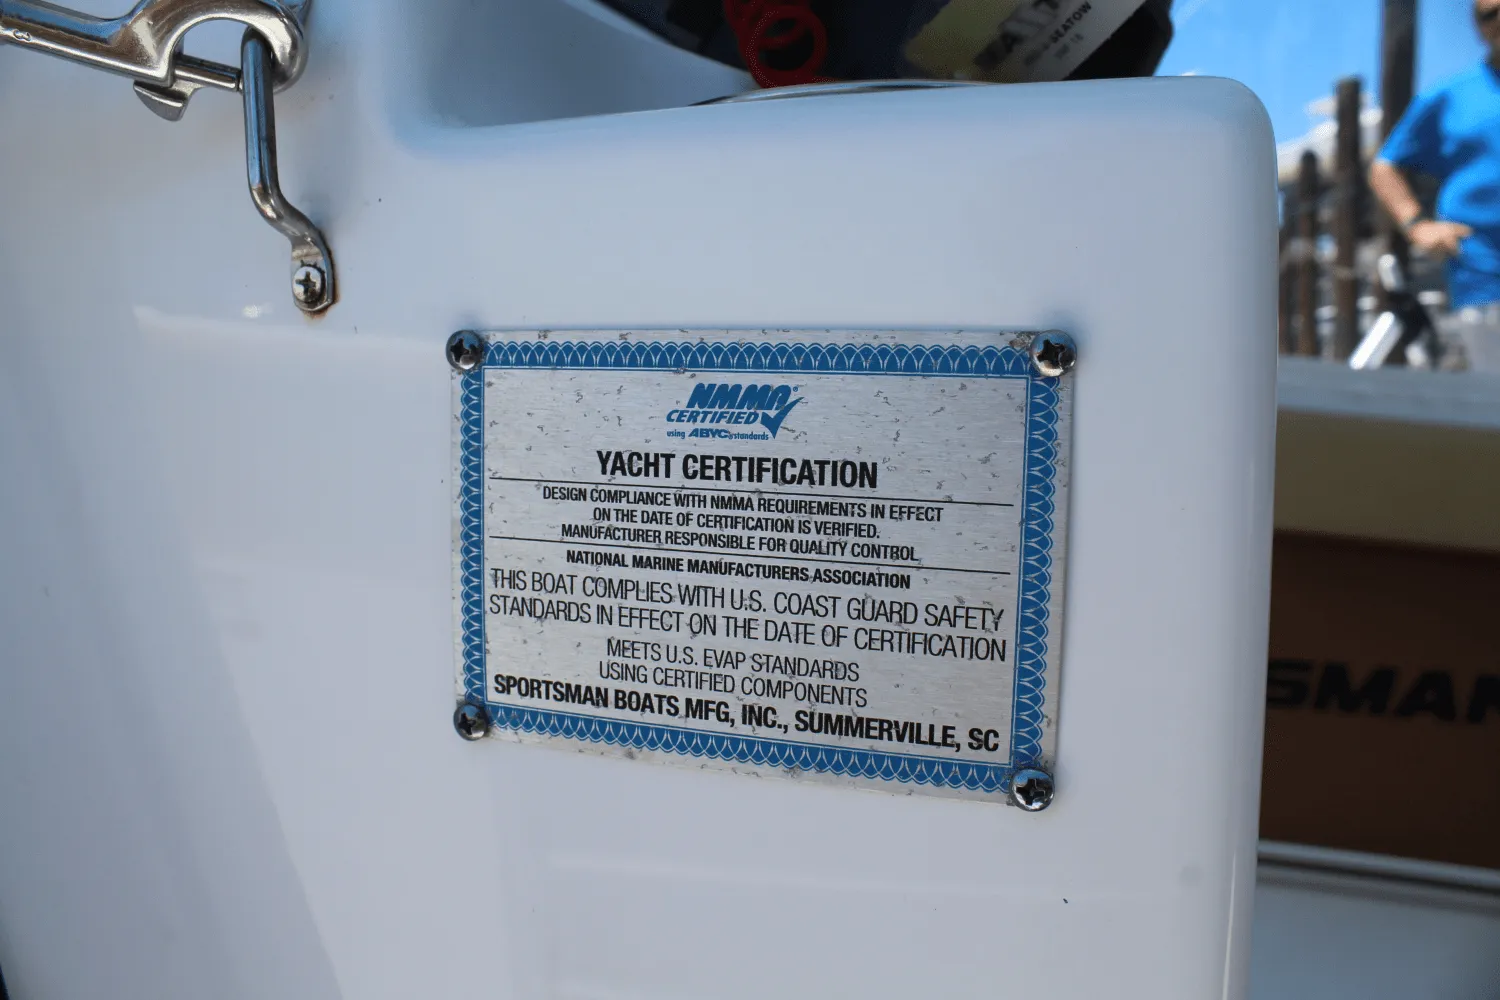 SEATOW
NMMA®
CERTIFIED
using ABYC standards
YACHT CERTIFICATION
DESIGN COMPLIANCE WITH NMMA REQUIREMENTS IN EFFECT
ON THE DATE OF CERTIFICATION IS VERIFIED.
MANUFACTURER RESPONSIBLE FOR QUALITY CONTROL
NATIONAL MARINE MANUFACTURERS ASSOCIATION
THIS BOAT COMPLIES WITH U.S. COAST GUARD SAFETY
STANDARDS IN EFFECT ON THE DATE OF CERTIFICATION
MEETS U.S. EVAP STANDARDS
USING CERTIFIED COMPONENTS
SPORTSMAN BOATS MFG, INC., SUMMERVILLE, SC
SMAN